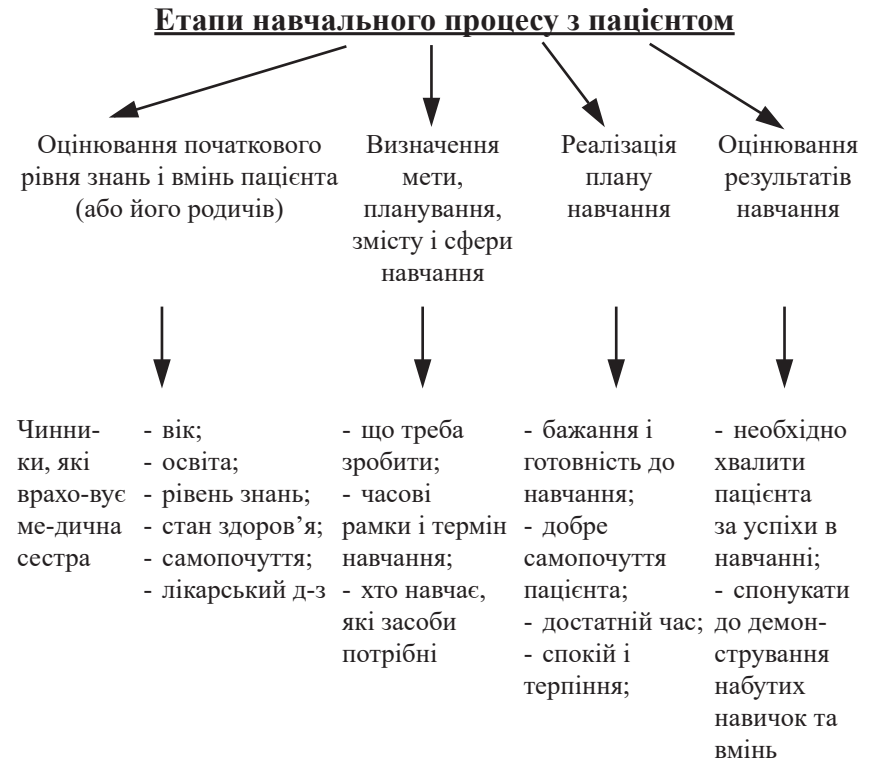 Етапи навчального процесу з пацієнтом
Оцінювання початкового
рівня знань і вмінь пацієнта
(або його родичів)
Визначення
мети,
планування,
змісту і сфери
навчання
Реалізація
плану
навчання
Оцінювання
результатів
навчання
Чинни-
ки, які
врахо-вує
ме-дична
сестра
- вік;
- освіта;
- рівень знань;
- стан здоров’я;
- самопочуття;
- лікарський д-з
- що треба
зробити;
- часові
рамки і термін
навчання;
- хто навчає,
які засоби
потрібні
- бажання і
готовність до
навчання;
- добре
самопочуття
пацієнта;
- достатній час;
- спокій і
терпіння;
- необхідно
хвалити
пацієнта
за успіхи в
навчанні;
- спонукати
до демон-
стрування
набутих
навичок та
вмінь